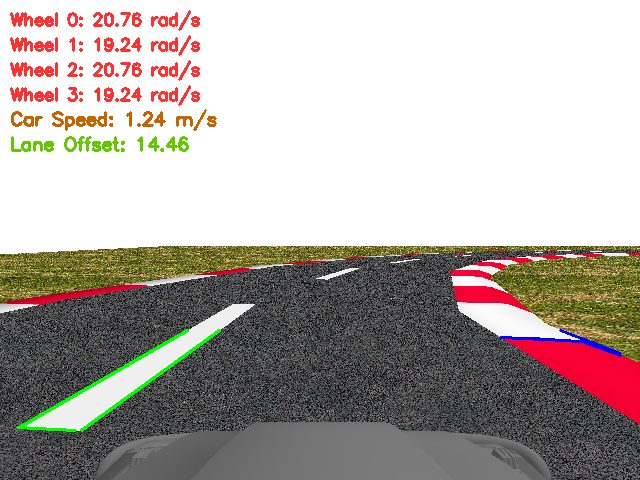 Wheel 0: 20.76 rad/s
Wheel 1: 19.24 rad/s
Wheel 2: 20.76 rad/s
Wheel 3: 19.24 rad/s
Car Speed: 1.24 m/s
Lane Offset: 14.46